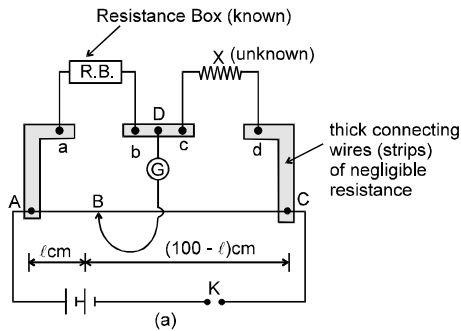 Resistance Box (known)
R.B.
X (unknown)
D
a
b
c
d
G
thick connecting
wires (strips)
of negligible
resistance
A
B
C
ℓcm
(100 - ℓ)cm
K
(a)